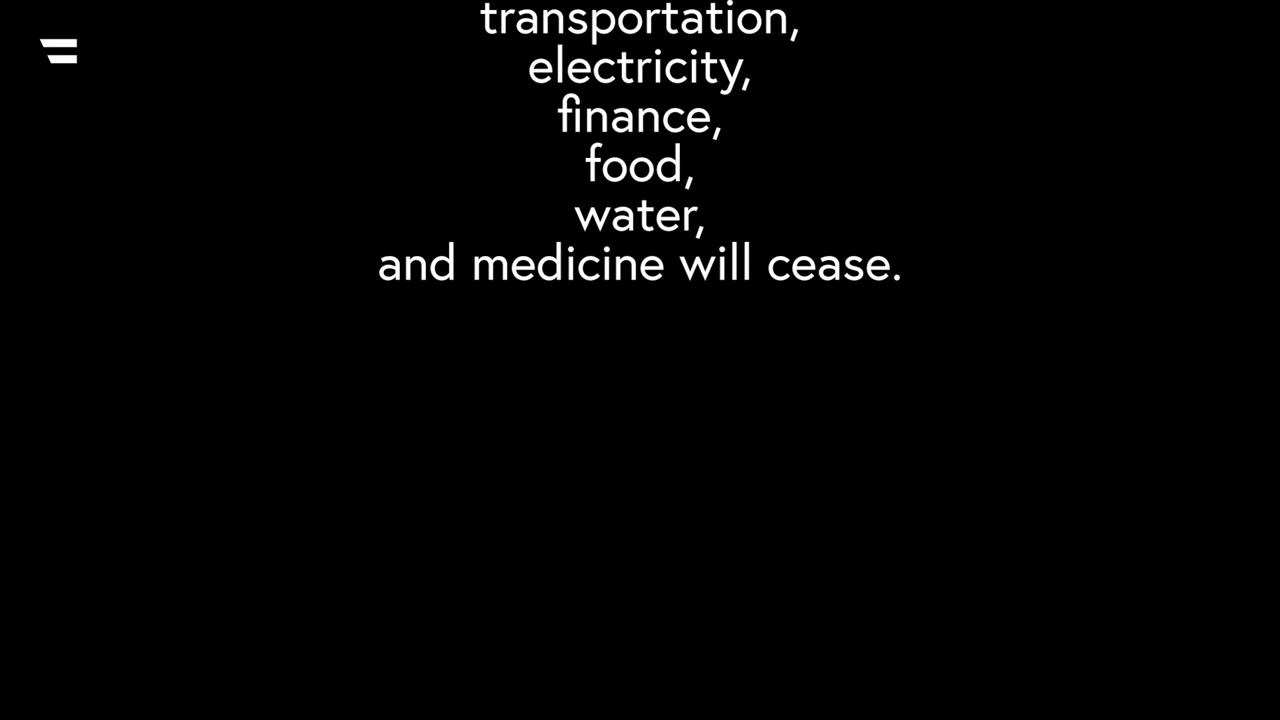 transportation,
electricity,
finance,
food,
water,
and medicine will cease.